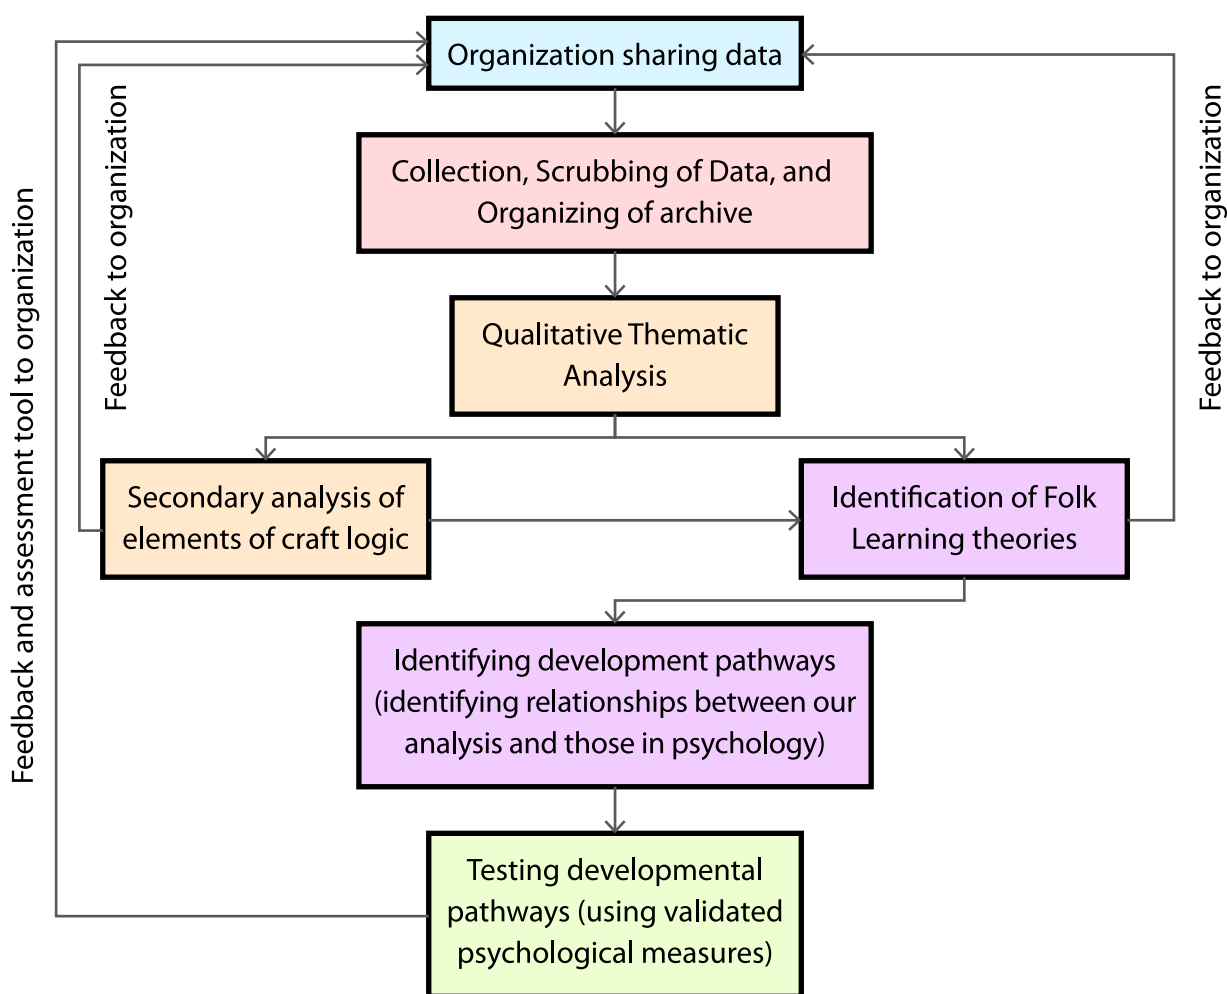 Organization sharing data
Collection, Scrubbing of Data, and
Organizing of archive
Qualitative Thematic
Analysis
Secondary analysis of
elements of craft logic
Identification of Folk
Learning theories
Identifying development pathways
(identifying relationships between our
analysis and those in psychology)
Testing developmental
pathways (using validated
psychological measures)
Feedback and assessment tool to organization
Feedback to organization
Feedback to organization